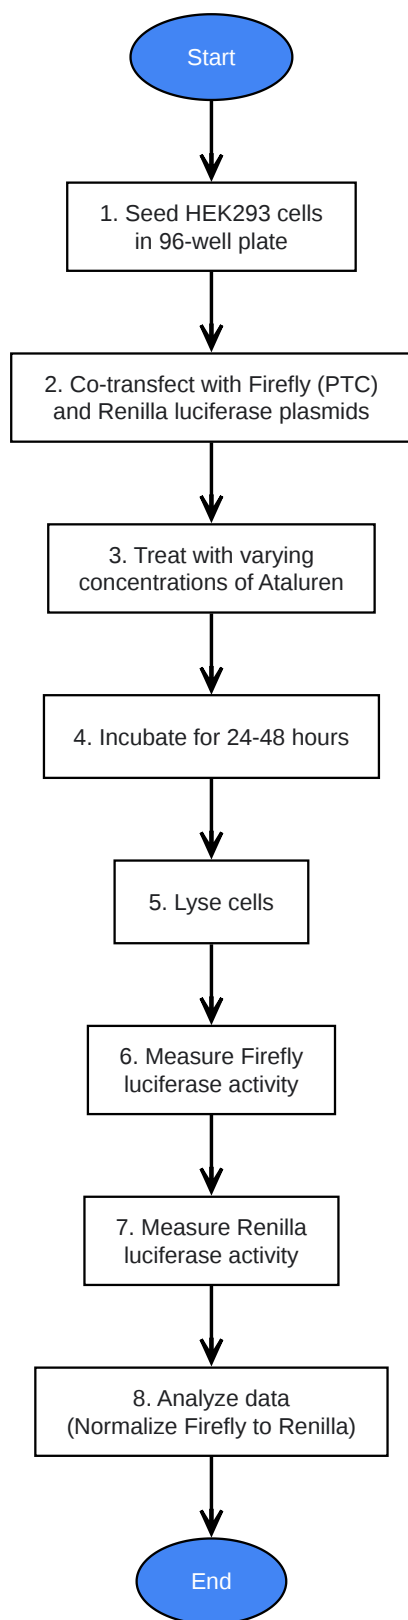 Start
1. Seed HEK293 cells
in 96-well plate
2. Co-transfect with Firefly (PTC)
and Renilla luciferase plasmids
3. Treat with varying
concentrations of Ataluren
4. Incubate for 24-48 hours
5. Lyse cells
6. Measure Firefly
luciferase activity
7. Measure Renilla
luciferase activity
8. Analyze data
(Normalize Firefly to Renilla)
End